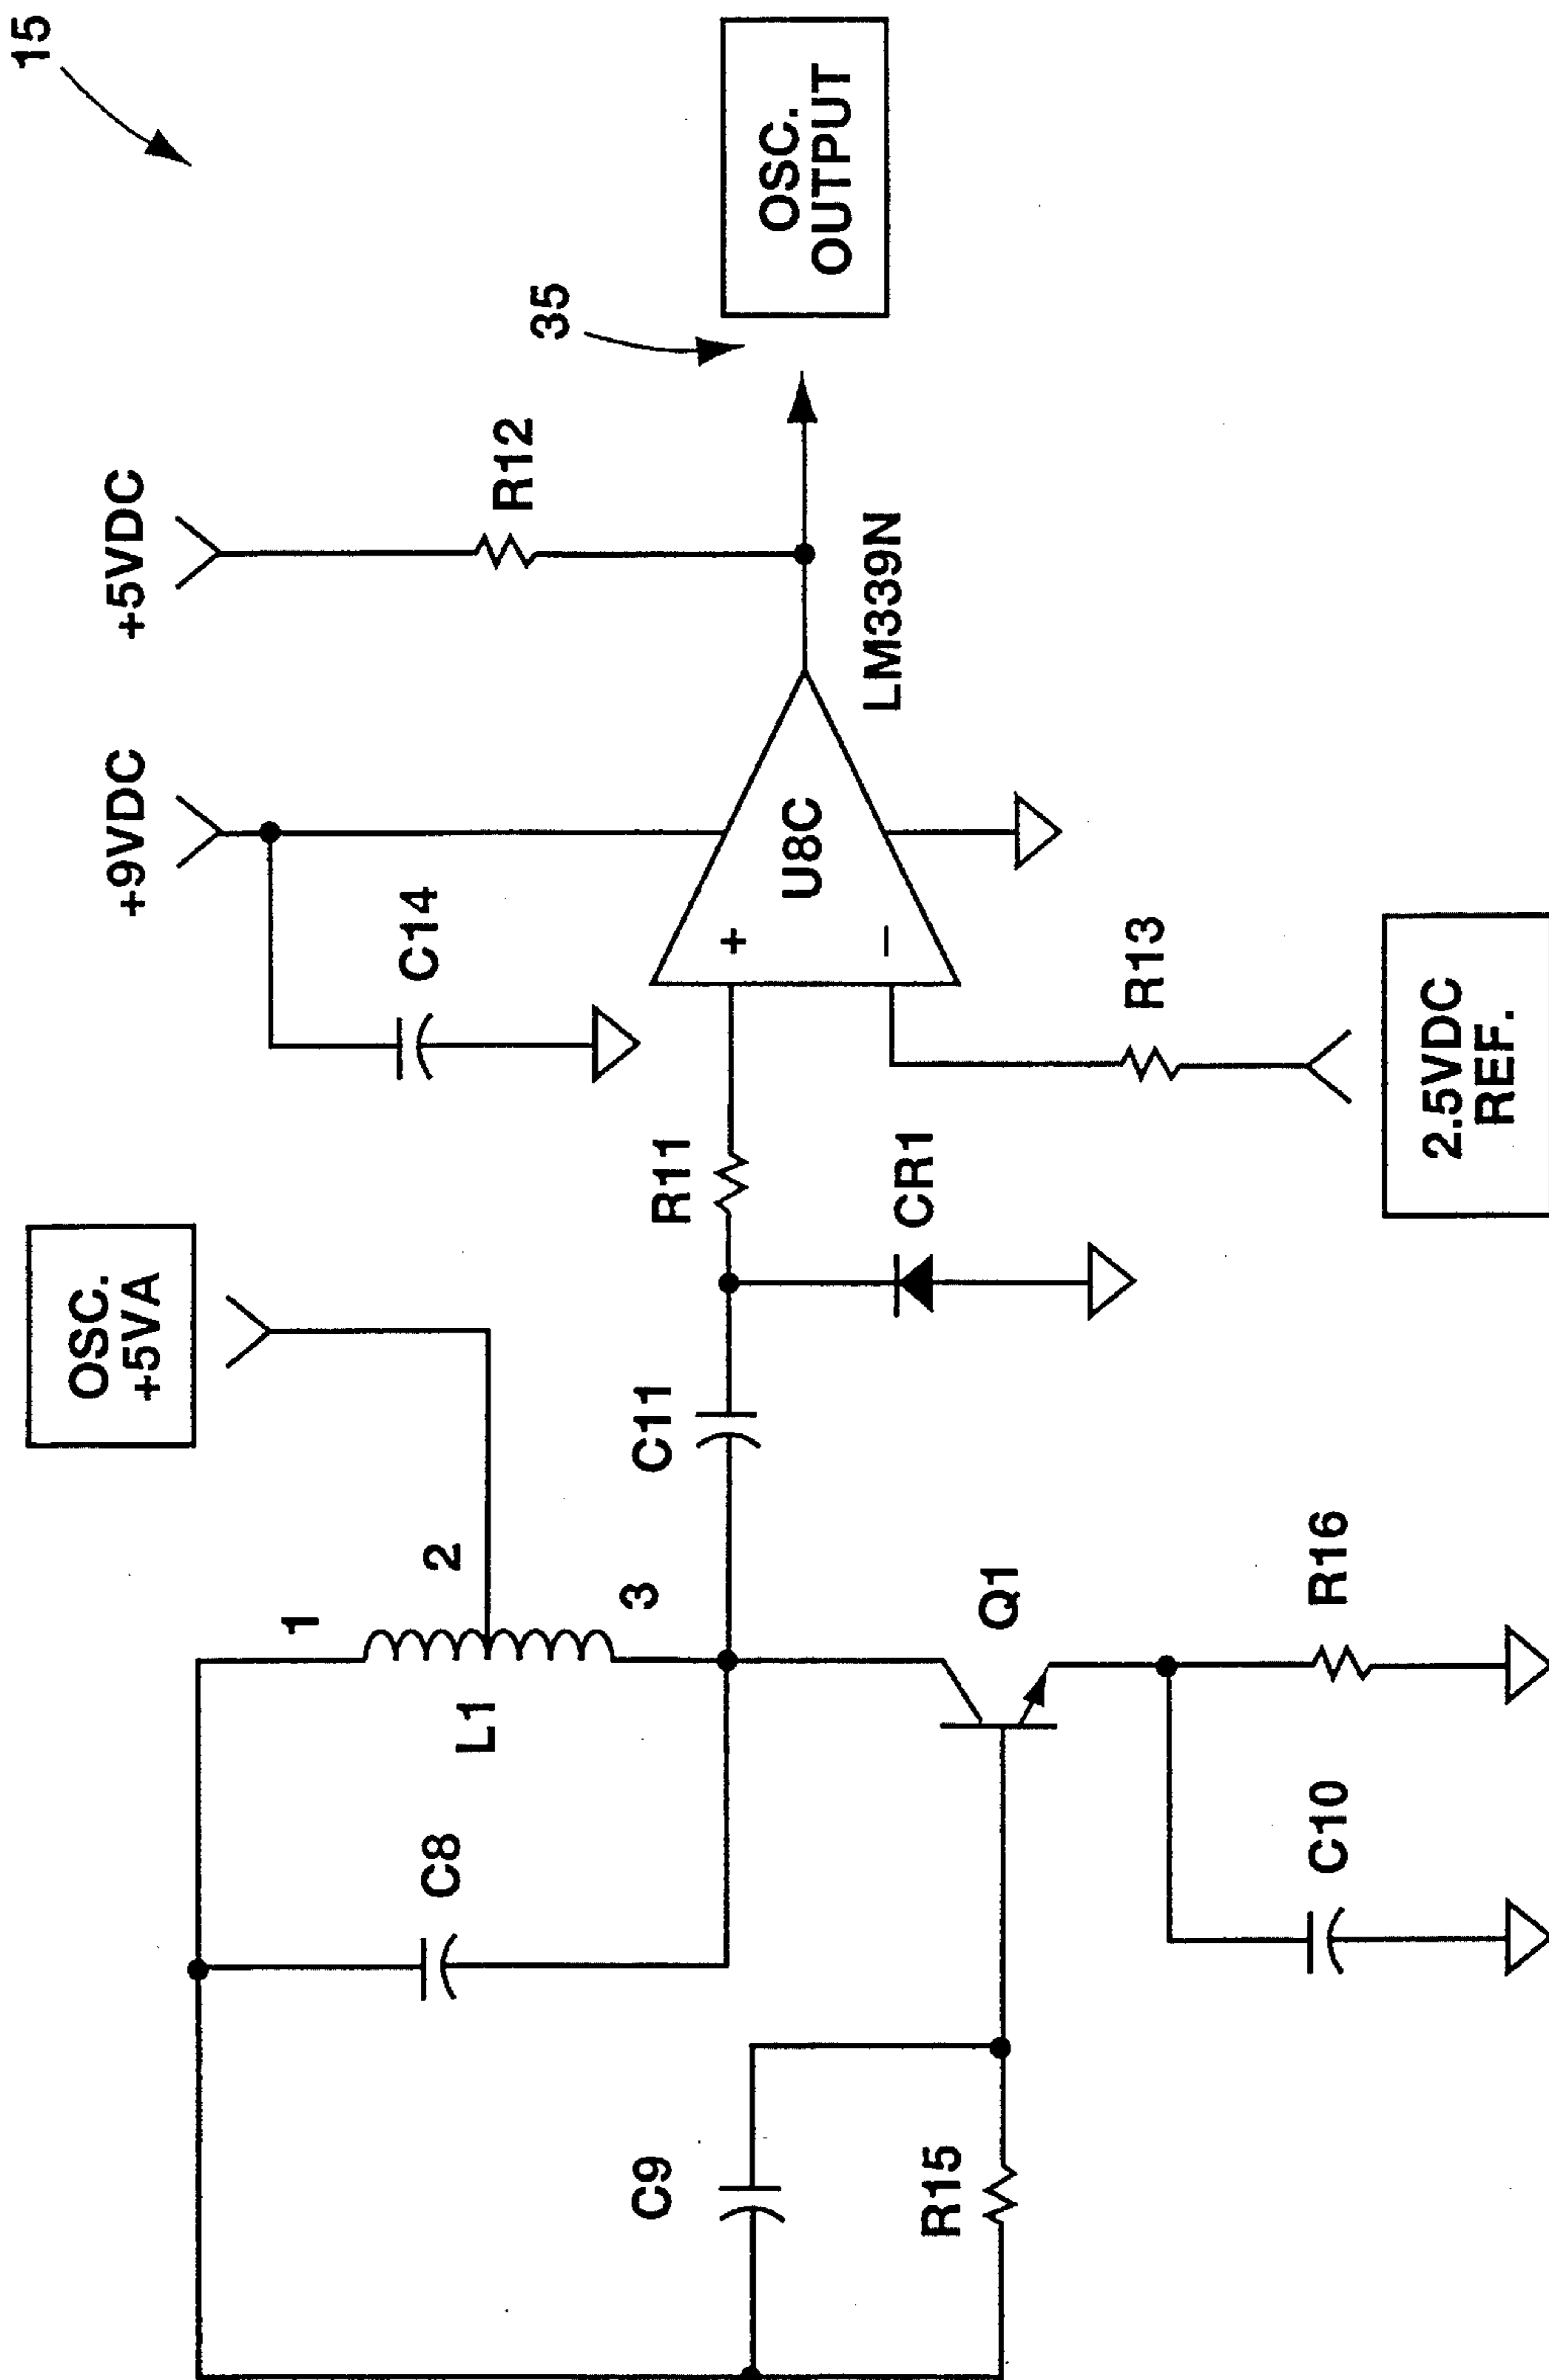 15
OSC.
+5VA
+9VDC
+5VDC
1
2
L1
3
C8
C14
R12
35
OSC.
OUTPUT
C9
C11
R11
+
U8C
−
LM339N
R15
Q1
CR1
R13
C10
R16
2.5VDC
REF.